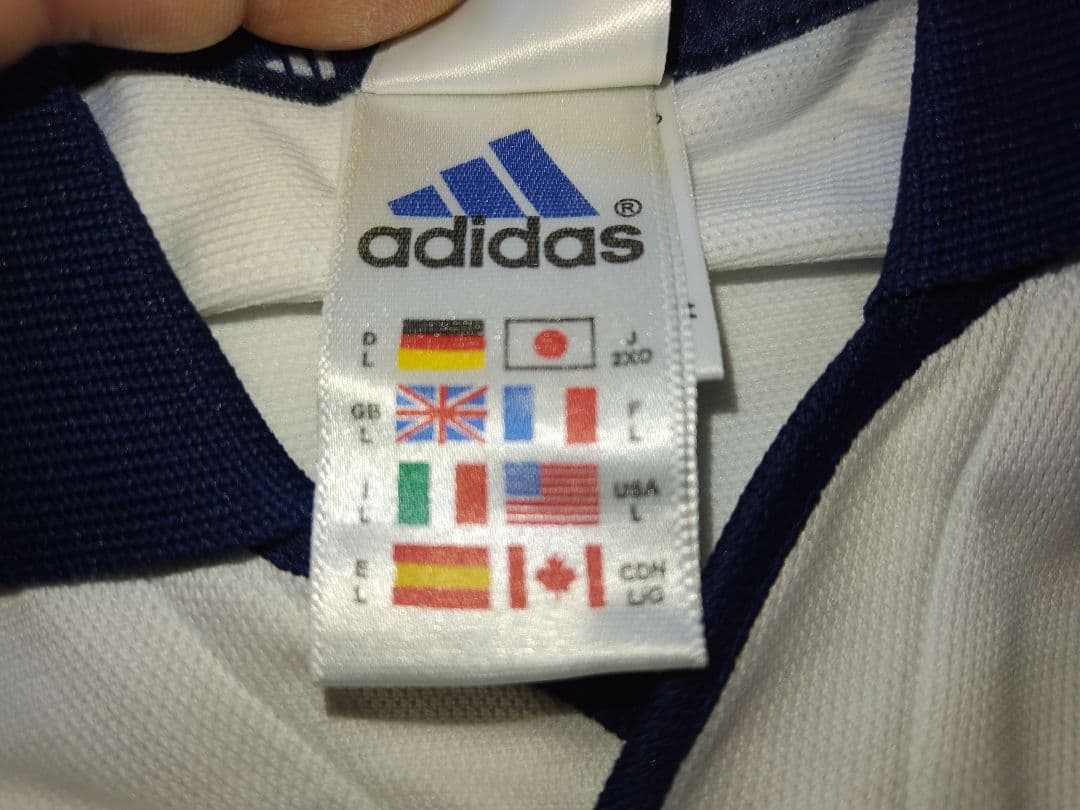 adidas®
D L J 2XO
GB L F L
I L USA L
E L CDN L/G